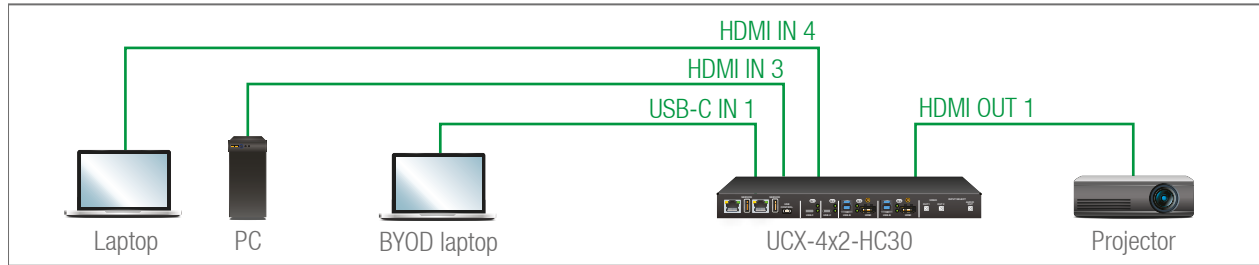 HDMI IN 4
HDMI IN 3
USB-C IN 1
HDMI OUT 1
Laptop
PC
BYOD laptop
UCX-4x2-HC30
Projector